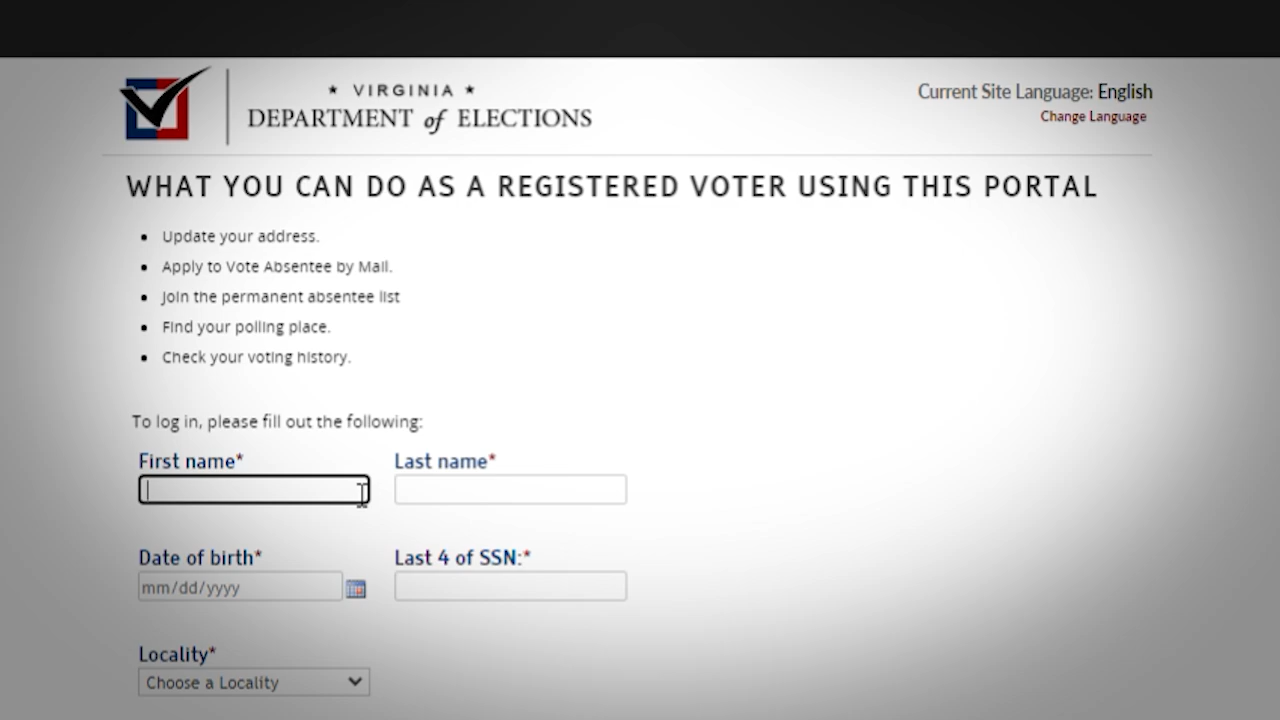 ★ VIRGINIA ★
DEPARTMENT of ELECTIONS
Current Site Language: English
Change Language
WHAT YOU CAN DO AS A REGISTERED VOTER USING THIS PORTAL
• Update your address.
• Apply to Vote Absentee by Mail.
• Join the permanent absentee list
• Find your polling place.
• Check your voting history.
To log in, please fill out the following:
First name* Last name*
Date of birth* Last 4 of SSN:*
mm/dd/yyyy
Locality*
Choose a Locality